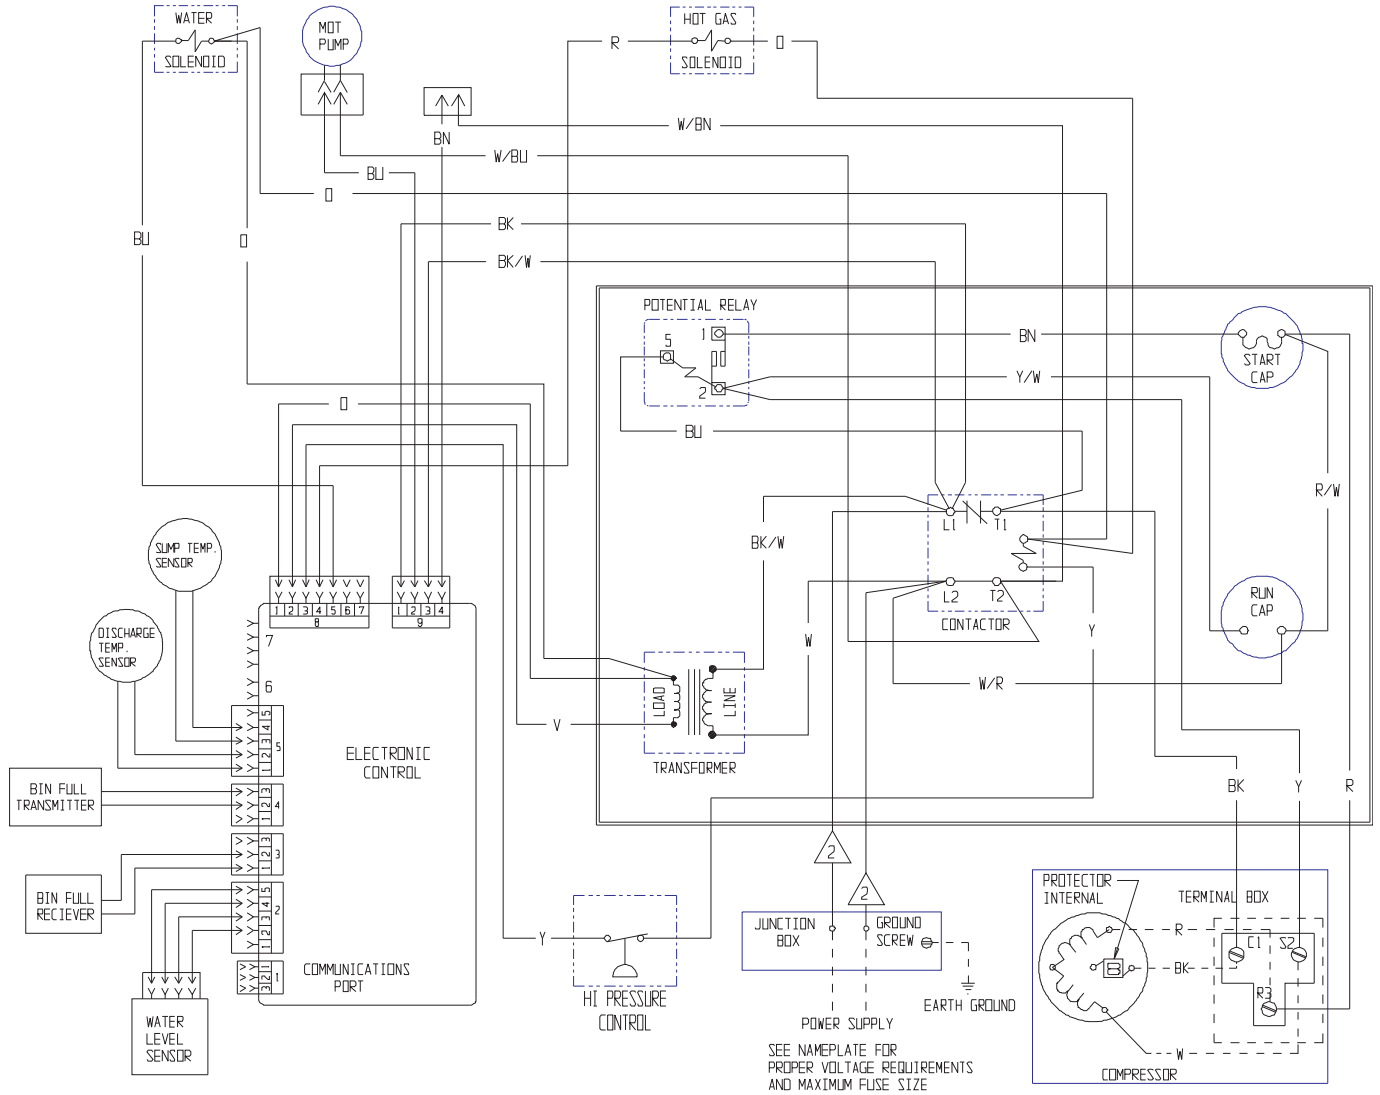 WATER
SOLENOID
MOT
PUMP
HOT GAS
SOLENOID
R
O
W/BN
BN
W/BU
BU
O
BK
BU
O
BK/W
POTENTIAL RELAY
1
5
2
BN
Y/W
BU
START
CAP
O
R/W
BK/W
L1
T1
L2
T2
CONTACTOR
RUN
CAP
SUMP TEMP.
SENSOR
DISCHARGE
TEMP.
SENSOR
1 2 3 4 5 6 7
8
1 2 3 4
9
7
6
5
4
3
2
1
5
W
Y
W/R
LOAD
LINE
TRANSFORMER
V
ELECTRONIC
CONTROL
BIN FULL
TRANSMITTER
3
2
1
4
BK
Y
R
BIN FULL
RECIEVER
3
2
1
3
5
4
3
2
1
2
1
2
3
1
COMMUNICATIONS
PORT
WATER
LEVEL
SENSOR
Y
HI PRESSURE
CONTROL
2
2
JUNCTION
BOX
GROUND
SCREW
EARTH GROUND
POWER SUPPLY
SEE NAMEPLATE FOR
PROPER VOLTAGE REQUIREMENTS
AND MAXIMUM FUSE SIZE
PROTECTOR
INTERNAL
TERMINAL BOX
R
C1
S2
BK
R3
W
COMPRESSOR